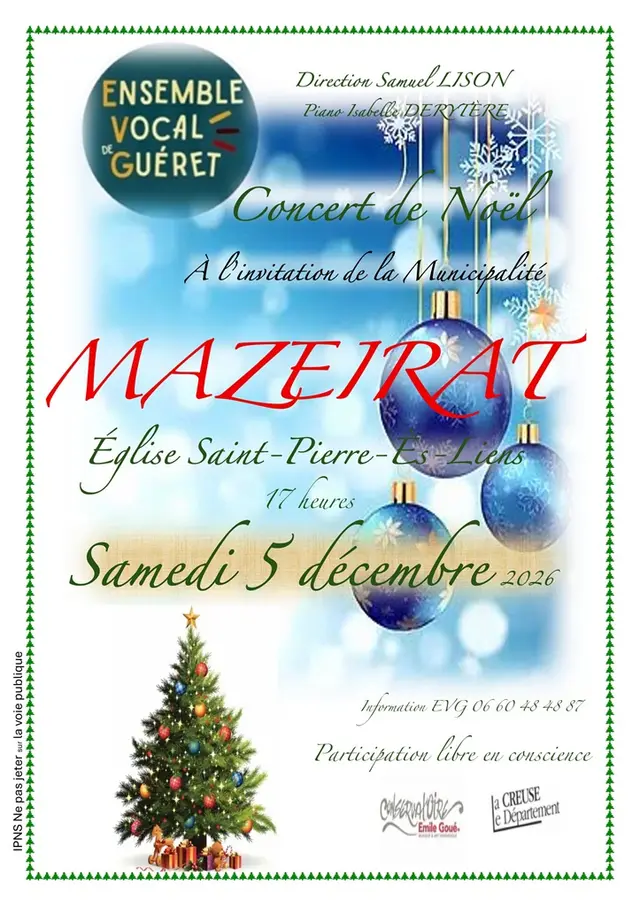 ENSEMBLE
VOCAL
DE GUÉRET
Direction Samuel LISON
Piano Isabelle DERYTÈRE
Concert de Noël
À l'invitation de la Municipalité
MAZEIRAT
Église Saint-Pierre-Es-Liens
17 heures
Samedi 5 décembre 2026
Information EVG 06 60 48 48 87
Participation libre en conscience
Conservatoire
Emile Goué
la CREUSE
le Département
IPNS Ne pas jeter sur la voie publique